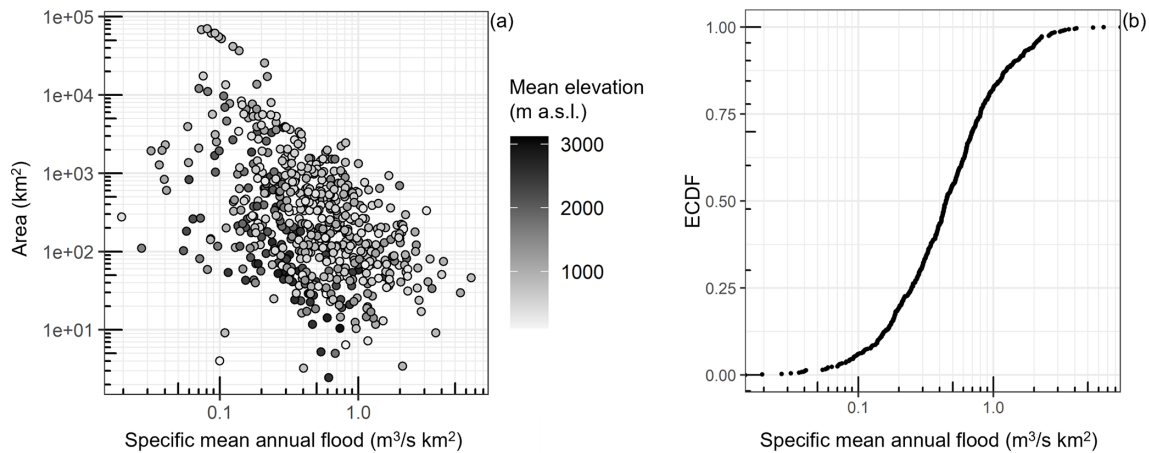 (a)
1e+05
1e+04
1e+03
1e+02
1e+01
Area (km²)
0.1
1.0
Specific mean annual flood (m³/s km²)
Mean elevation
(m a.s.l.)
3000
2000
1000
(b)
1.00
0.75
0.50
0.25
0.00
ECDF
0.1
1.0
Specific mean annual flood (m³/s km²)